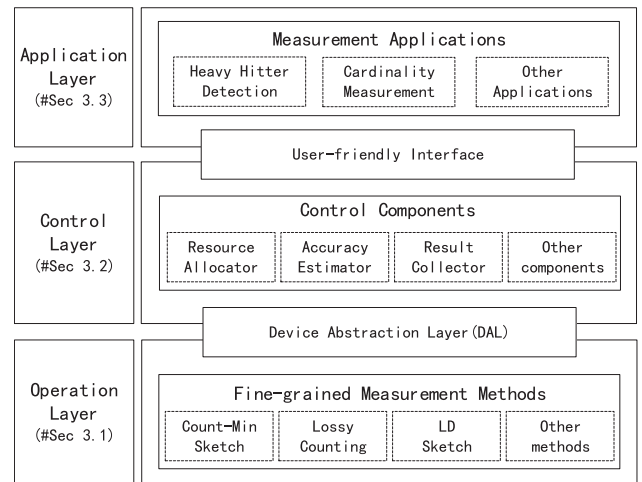 Application
Layer
(#Sec 3.3)
Measurement Applications
Heavy Hitter
Detection
Cardinality
Measurement
Other
Applications
User-friendly Interface
Control
Layer
(#Sec 3.2)
Control Components
Resource
Allocator
Accuracy
Estimator
Result
Collector
Other
components
Device Abstraction Layer(DAL)
Operation
Layer
(#Sec 3.1)
Fine-grained Measurement Methods
Count-Min
Sketch
Lossy
Counting
LD
Sketch
Other
methods